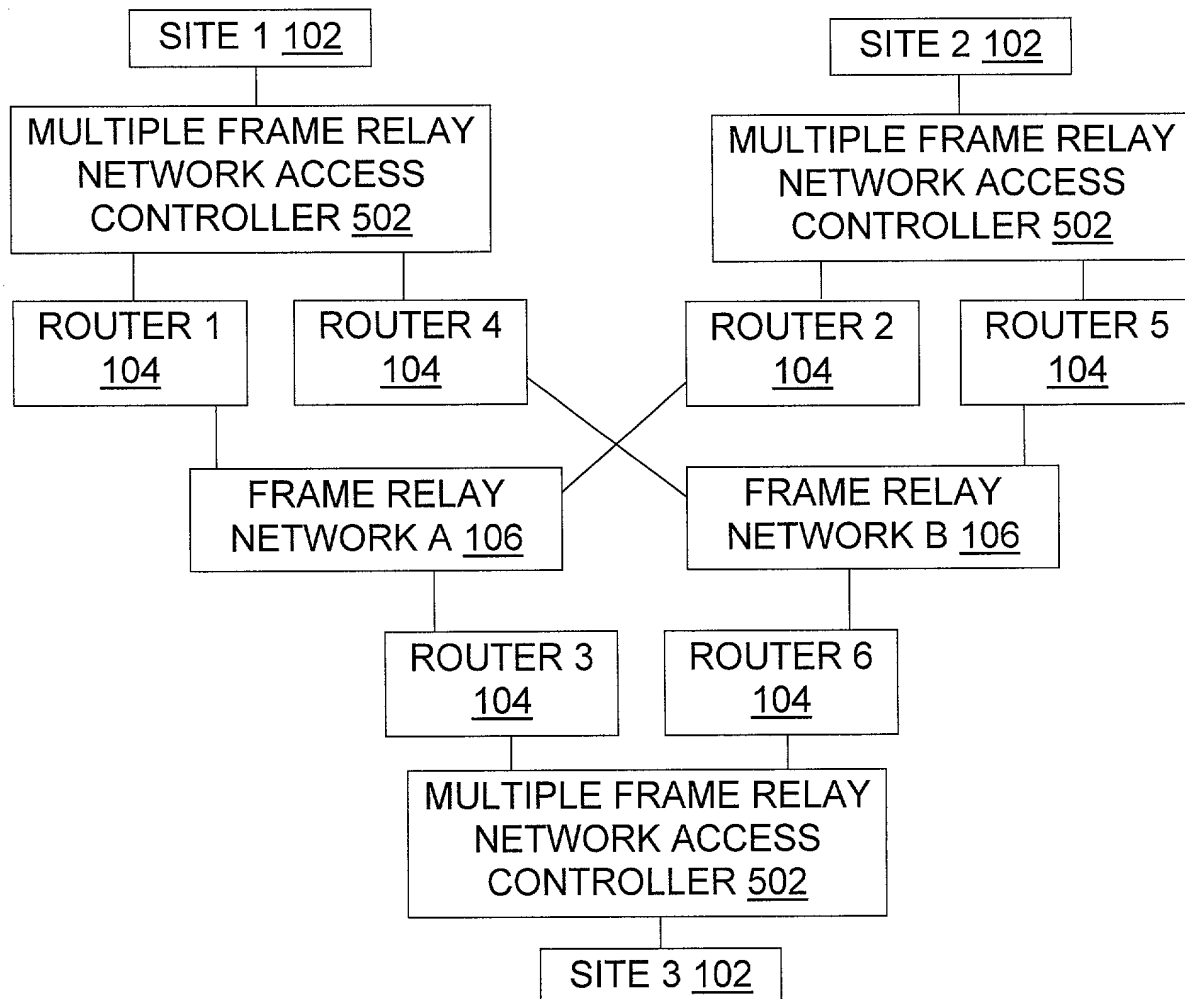 SITE 1 102
SITE 2 102
MULTIPLE FRAME RELAY
NETWORK ACCESS
CONTROLLER 502
MULTIPLE FRAME RELAY
NETWORK ACCESS
CONTROLLER 502
ROUTER 1
104
ROUTER 4
104
ROUTER 2
104
ROUTER 5
104
FRAME RELAY
NETWORK A 106
FRAME RELAY
NETWORK B 106
ROUTER 3
104
ROUTER 6
104
MULTIPLE FRAME RELAY
NETWORK ACCESS
CONTROLLER 502
SITE 3 102